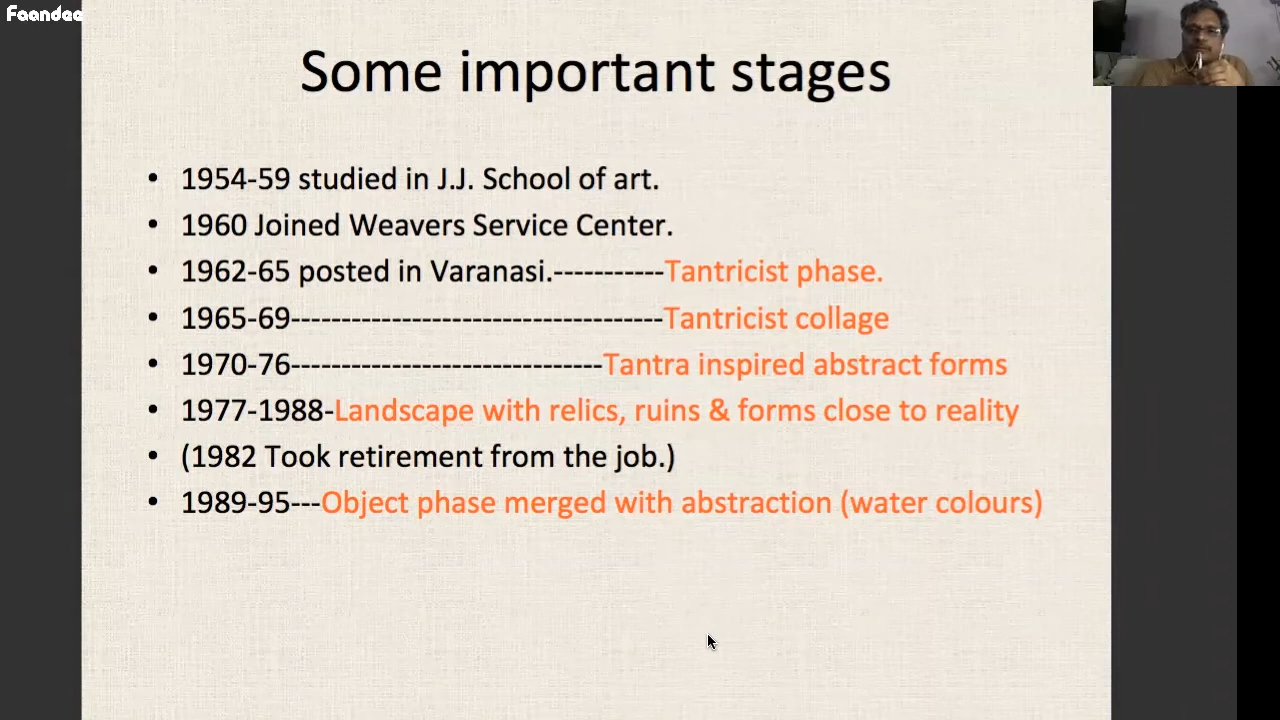 Faandee
Some important stages
• 1954-59 studied in J.J. School of art.
• 1960 Joined Weavers Service Center.
• 1962-65 posted in Varanasi.-----------Tantricist phase.
• 1965-69-------------------------------------Tantricist collage
• 1970-76-------------------------------Tantra inspired abstract forms
• 1977-1988-Landscape with relics, ruins & forms close to reality
• (1982 Took retirement from the job.)
• 1989-95---Object phase merged with abstraction (water colours)